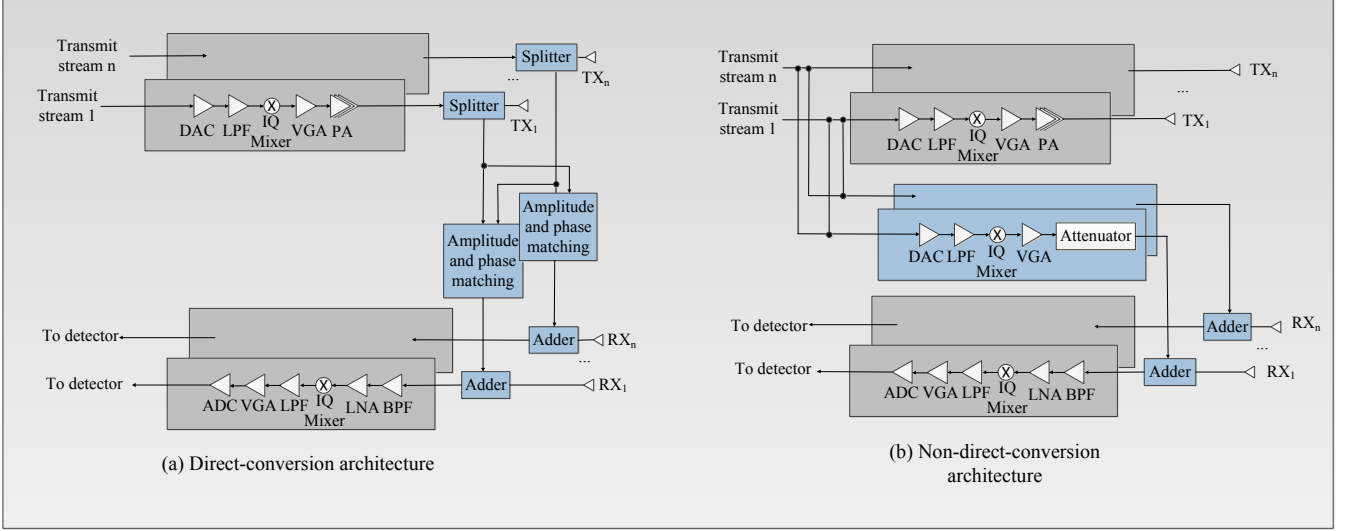 Transmit
stream n
Splitter
...
TXn
Transmit
stream 1
DAC LPF IQ VGA PA
Mixer
Splitter
TX1
Amplitude
and phase
matching
Amplitude
and phase
matching
To detector
Adder
RXn
...
To detector
ADC VGA LPF IQ LNA BPF
Mixer
Adder
RX1
(a) Direct-conversion architecture
Transmit
stream n
TXn
...
Transmit
stream 1
DAC LPF IQ VGA PA
Mixer
TX1
DAC LPF IQ VGA
Mixer
Attenuator
To detector
Adder
RXn
...
To detector
ADC VGA LPF IQ LNA BPF
Mixer
Adder
RX1
(b) Non-direct-conversion
architecture